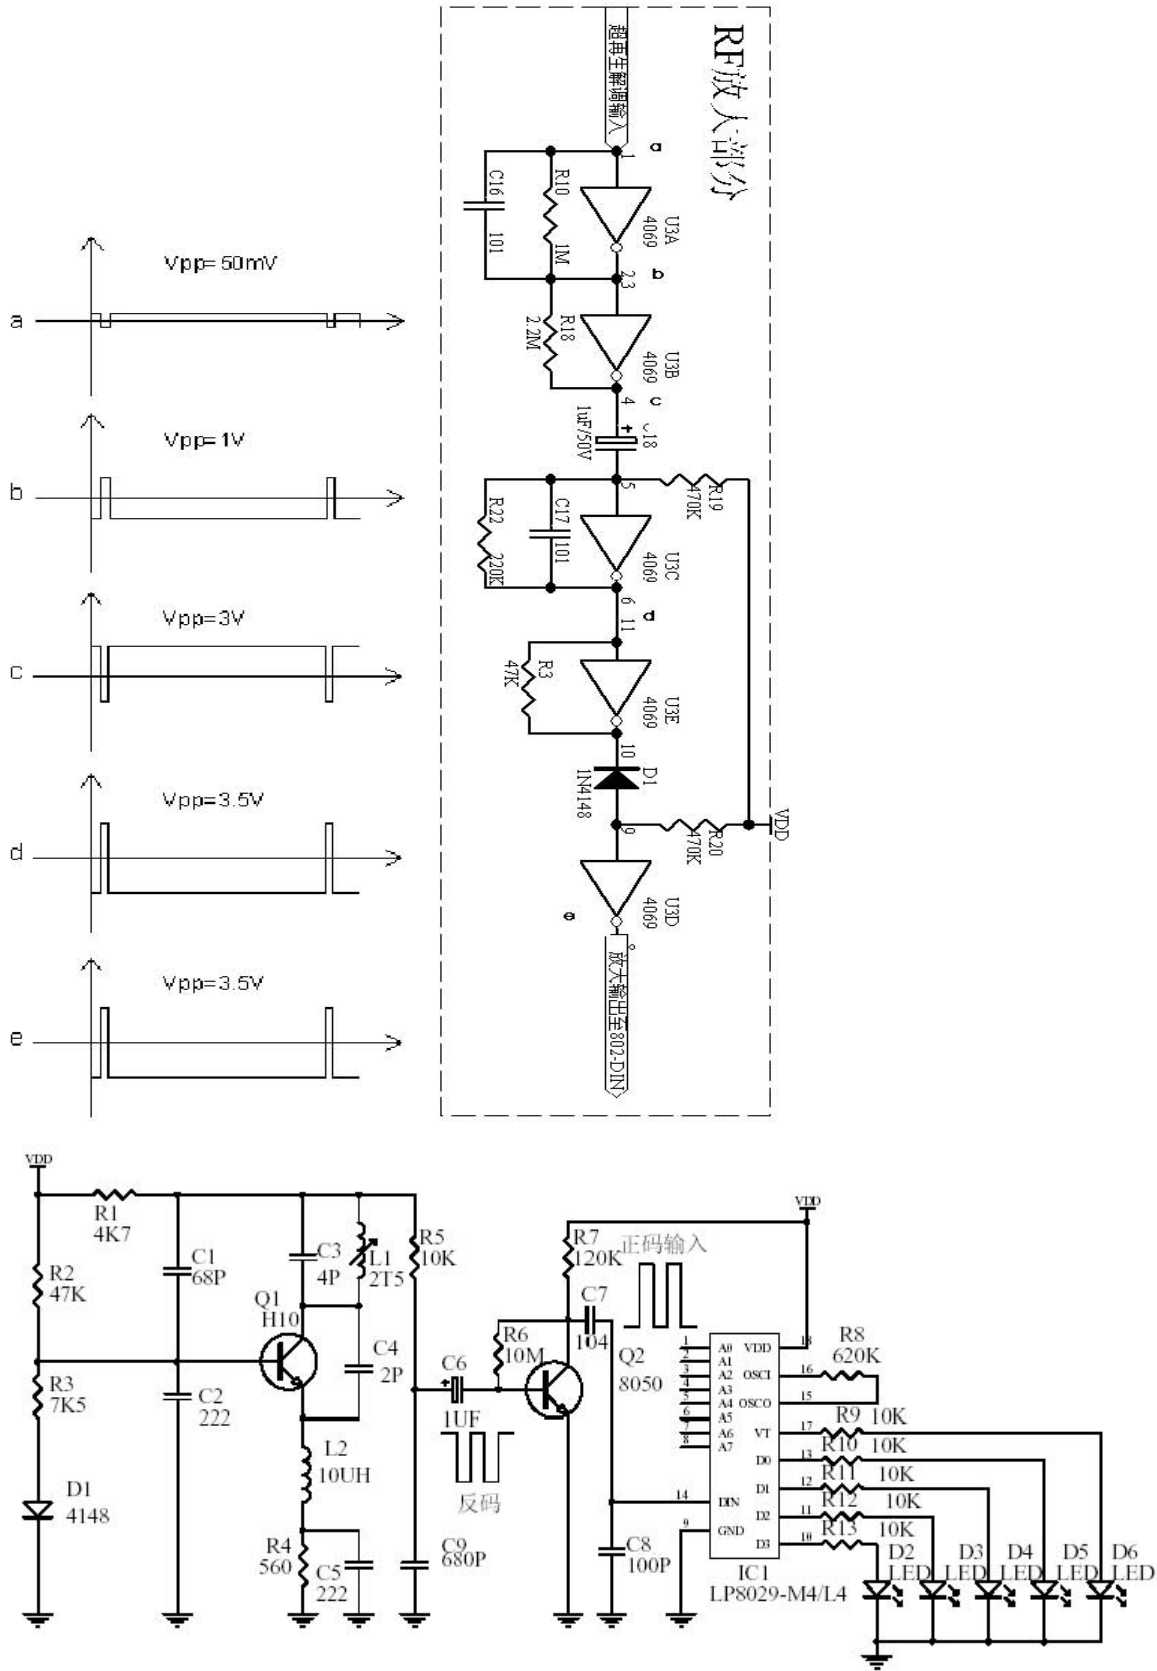 RF放大部分
超再生解调输入
a
1
C16
101
R10
1M
U3A
4069
b
2
3
R18
2.2M
U3B
4069
c
4
1uF/50V
+
C18
5
R19
470K
R22
220K
C17
101
U3C
4069
6
d
11
R3
47K
U3E
4069
10
D1
1N4148
9
R20
470K
VDD
U3D
4069
e
8
放大输出至802-DIN
a
Vpp=50mV
b
Vpp=1V
c
Vpp=3V
d
Vpp=3.5V
e
Vpp=3.5V
VDD
R1
4K7
R2
47K
R3
7K5
D1
4148
C1
68P
C2
222
Q1
H10
C3
4P
L1
2T5
C4
2P
L2
10UH
R4
560
C5
222
R5
10K
C9
680P
C6
+
1UF
反码
R6
10M
R7
120K
C7
104
Q2
8050
C8
100P
正码输入
VDD
1 A0
2 A1
3 A2
4 A3
5 A4
6 A5
7 A6
8 A7
14 DIN
9 GND
VDD 18
OSCI 16
OSCO 15
VT 17
D0 13
D1 12
D2 11
D3 10
IC1
LP8029-M4/L4
R8
620K
R9 10K
R10 10K
R11 10K
R12 10K
R13 10K
D2 D3 D4 D5 D6
LED LED LED LED LED